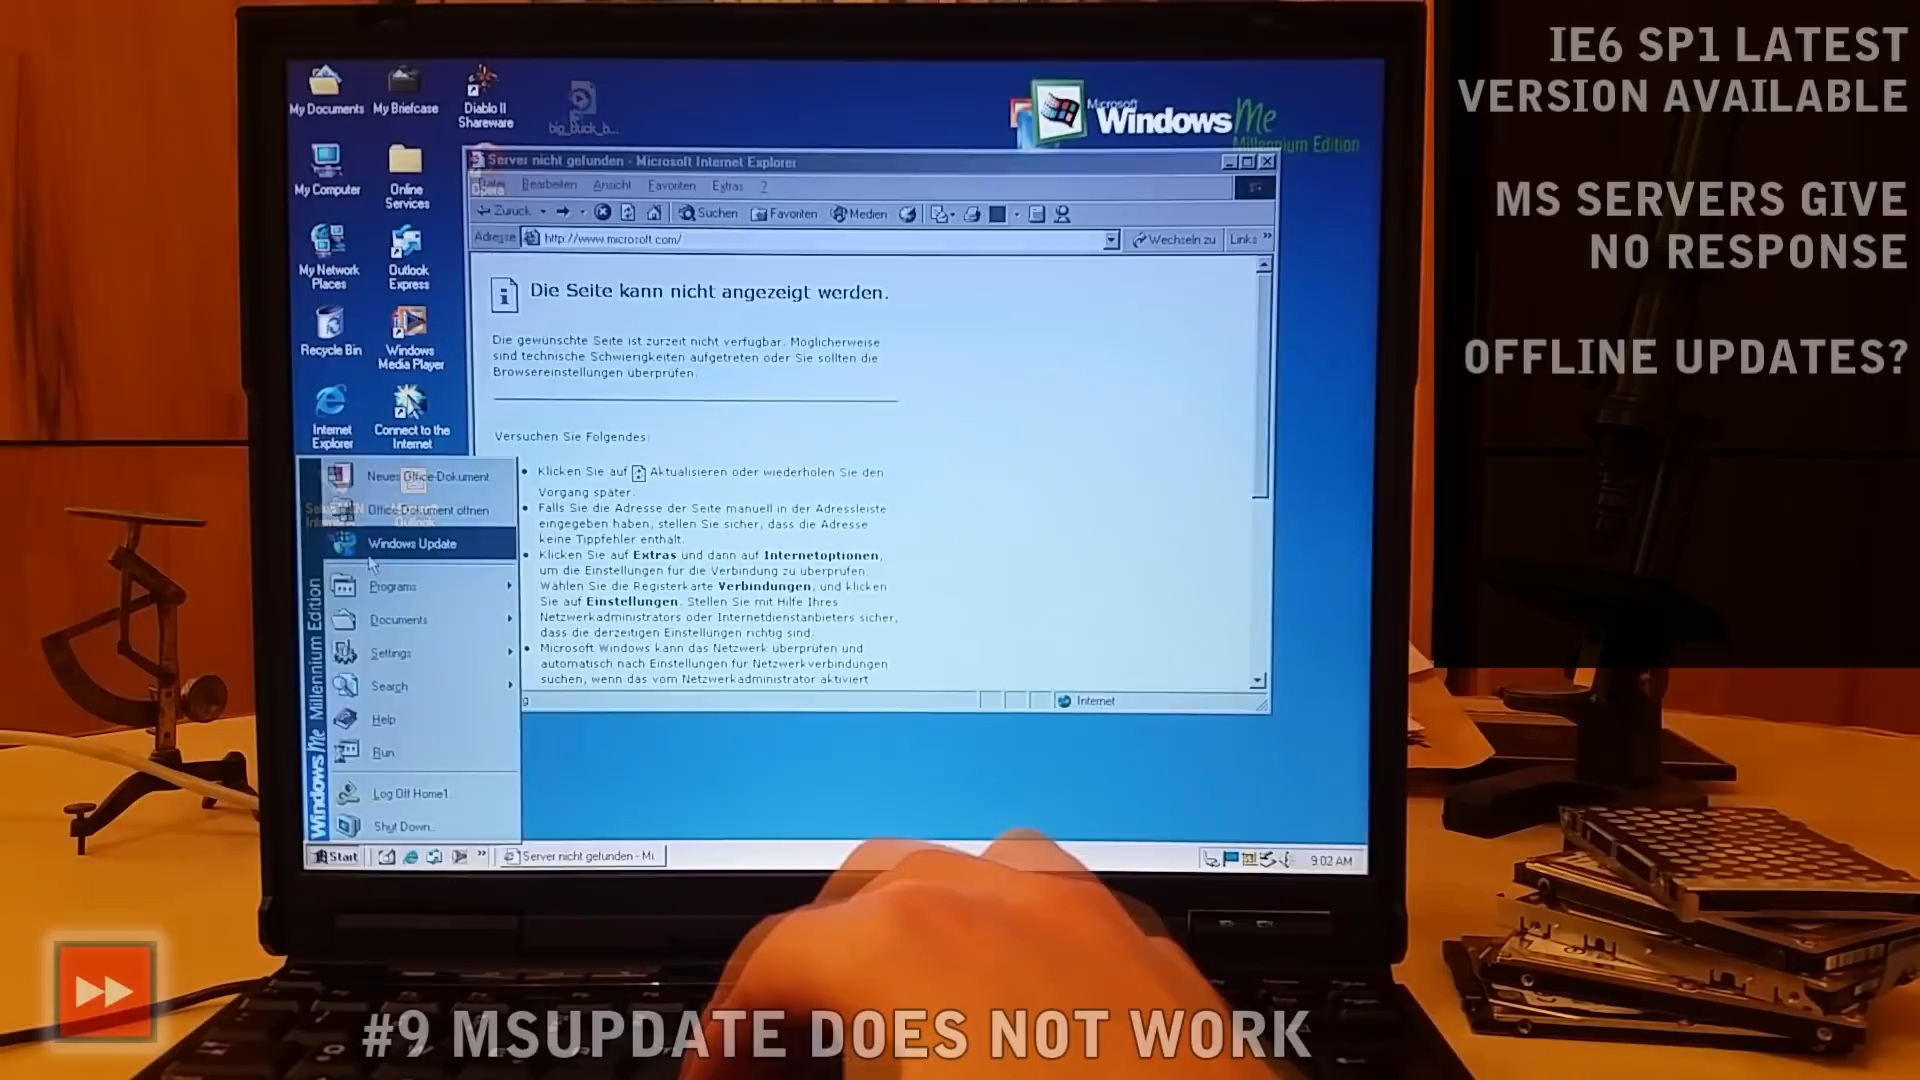 IE6 SP1 LATEST
VERSION AVAILABLE
MS SERVERS GIVE
NO RESPONSE
OFFLINE UPDATES?
My Documents
My Briefcase
Diablo II
Shareware
big_buck_b...
Microsoft
Windows Me
Millennium Edition
My Computer
Online
Services
My Network
Places
Outlook
Express
Recycle Bin
Windows
Media Player
Internet
Explorer
Connect to the
Internet
Opera
Server nicht gefunden - Microsoft Internet Explorer
Datei Bearbeiten Ansicht Favoriten Extras ?
Zurück Suchen Favoriten Medien
Adresse http://www.microsoft.com/ Wechseln zu Links »
Die Seite kann nicht angezeigt werden.
Die gewünschte Seite ist zurzeit nicht verfügbar. Möglicherweise
sind technische Schwierigkeiten aufgetreten oder Sie sollten die
Browsereinstellungen überprüfen.
Versuchen Sie Folgendes:
Klicken Sie auf Aktualisieren oder wiederholen Sie den
Vorgang später.
Falls Sie die Adresse der Seite manuell in der Adressleiste
eingegeben haben, stellen Sie sicher, dass die Adresse
keine Tippfehler enthält.
Klicken Sie auf Extras und dann auf Internetoptionen,
um die Einstellungen für die Verbindung zu überprüfen.
Wählen Sie die Registerkarte Verbindungen, und klicken
Sie auf Einstellungen. Stellen Sie mit Hilfe Ihres
Netzwerkadministrators oder Internetdienstanbieters sicher,
dass die derzeitigen Einstellungen richtig sind.
Microsoft Windows kann das Netzwerk überprüfen und
automatisch nach Einstellungen für Netzwerkverbindungen
suchen, wenn das vom Netzwerkadministrator aktiviert
Internet
Neues Office-Dokument
Office-Dokument öffnen
Windows Update
Programs
Documents
Settings
Search
Help
Run
Log Off Home1...
Shut Down...
Windows Me Millennium Edition
Start » Server nicht gefunden - Mi... 9:02 AM
#9 MSUPDATE DOES NOT WORK